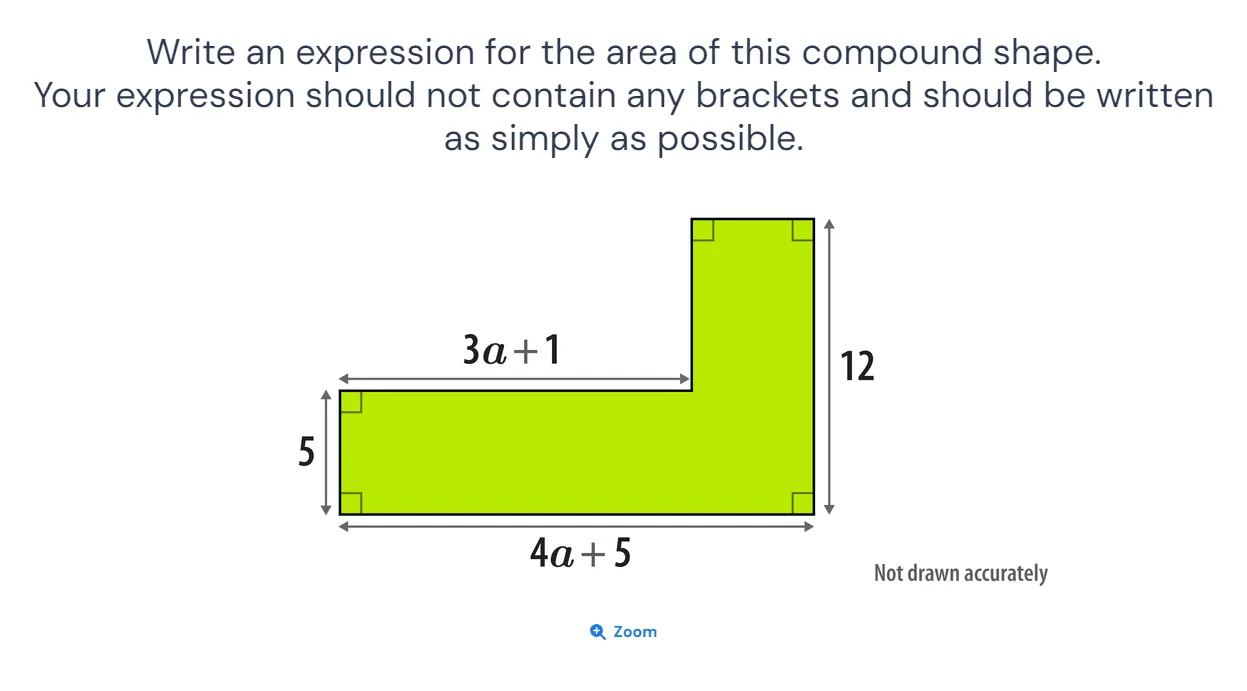 Write an expression for the area of this compound shape.
Your expression should not contain any brackets and should be written
as simply as possible.
3a + 1
12
5
4a + 5
Not drawn accurately
Zoom